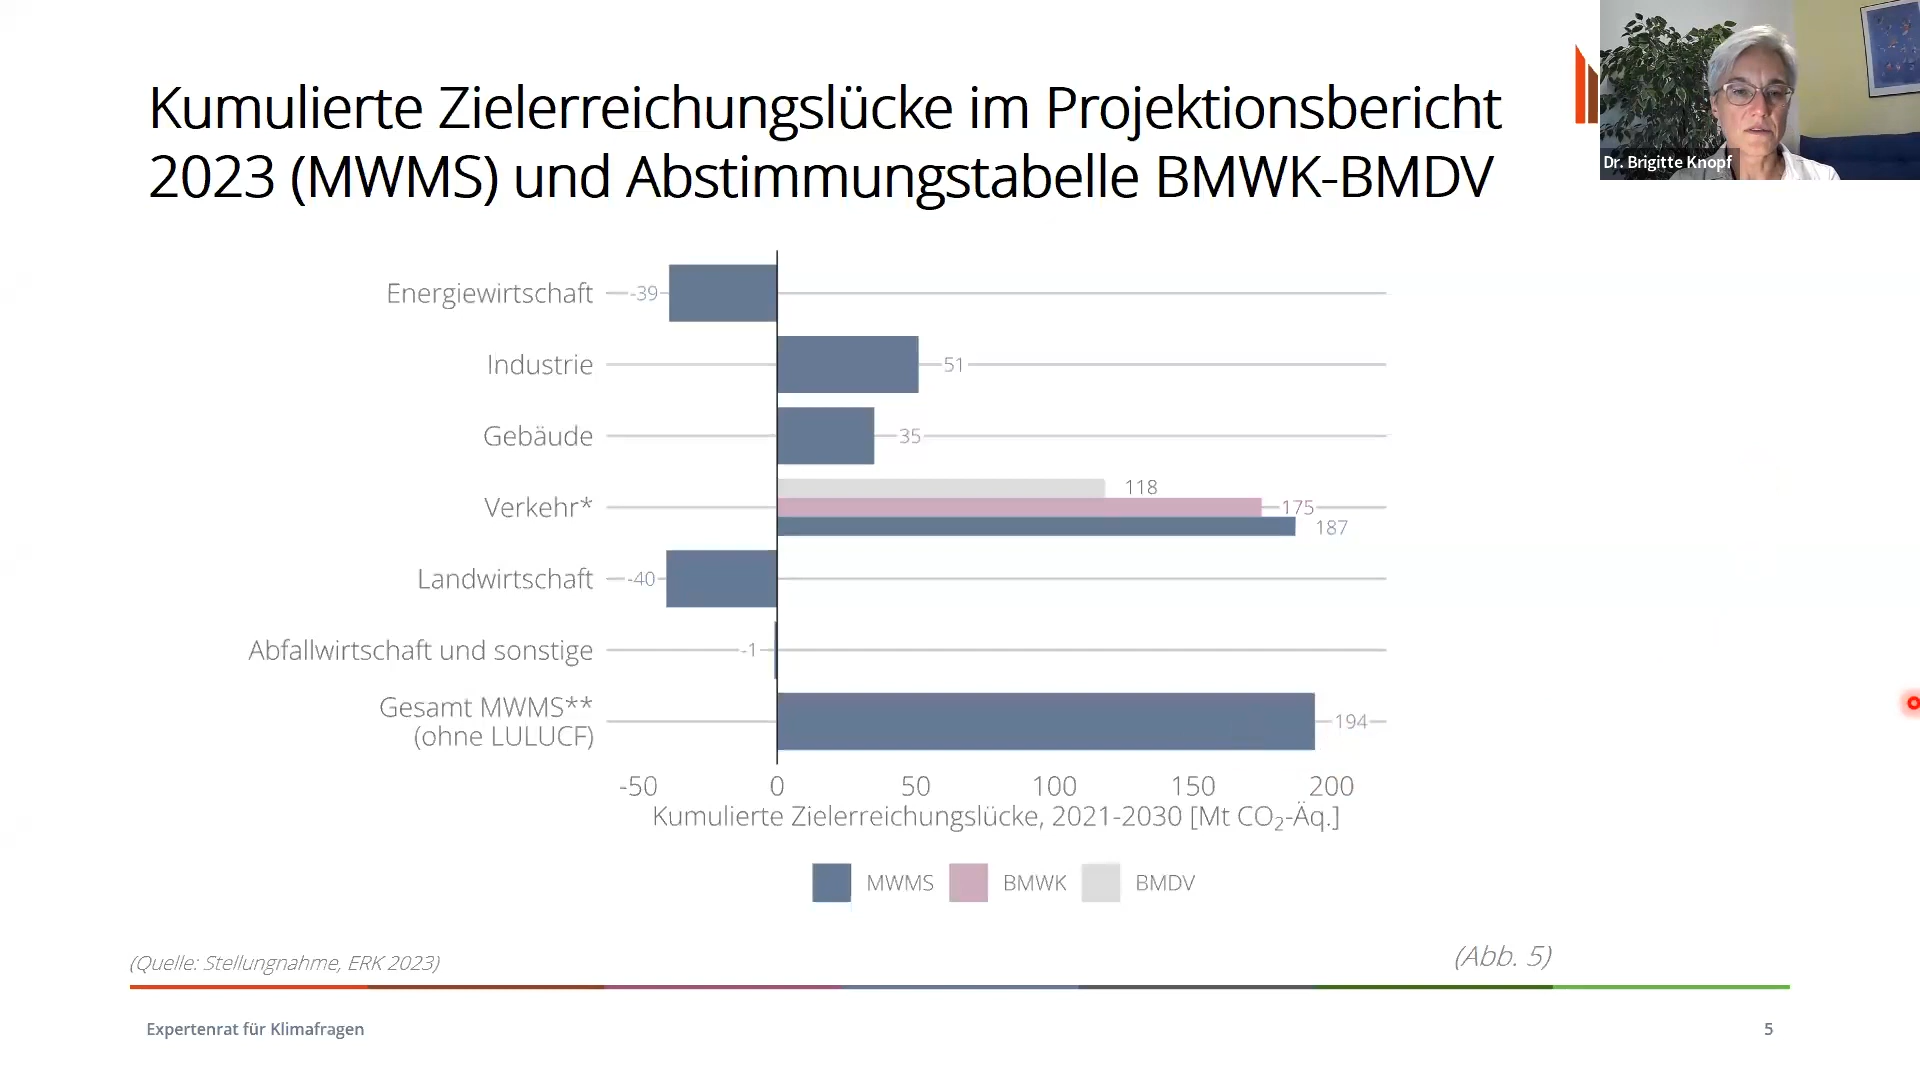 Kumulierte Zielerreichungslücke im Projektionsbericht
2023 (MWMS) und Abstimmungstabelle BMWK-BMDV
Dr. Brigitte Knopf
Energiewirtschaft -39
Industrie 51
Gebäude 35
118
Verkehr* 175
187
Landwirtschaft -40
Abfallwirtschaft und sonstige -1
Gesamt MWMS**
(ohne LULUCF) 194
-50 0 50 100 150 200
Kumulierte Zielerreichungslücke, 2021-2030 [Mt CO₂-Äq.]
MWMS BMWK BMDV
(Quelle: Stellungnahme, ERK 2023)
(Abb. 5)
Expertenrat für Klimafragen
5